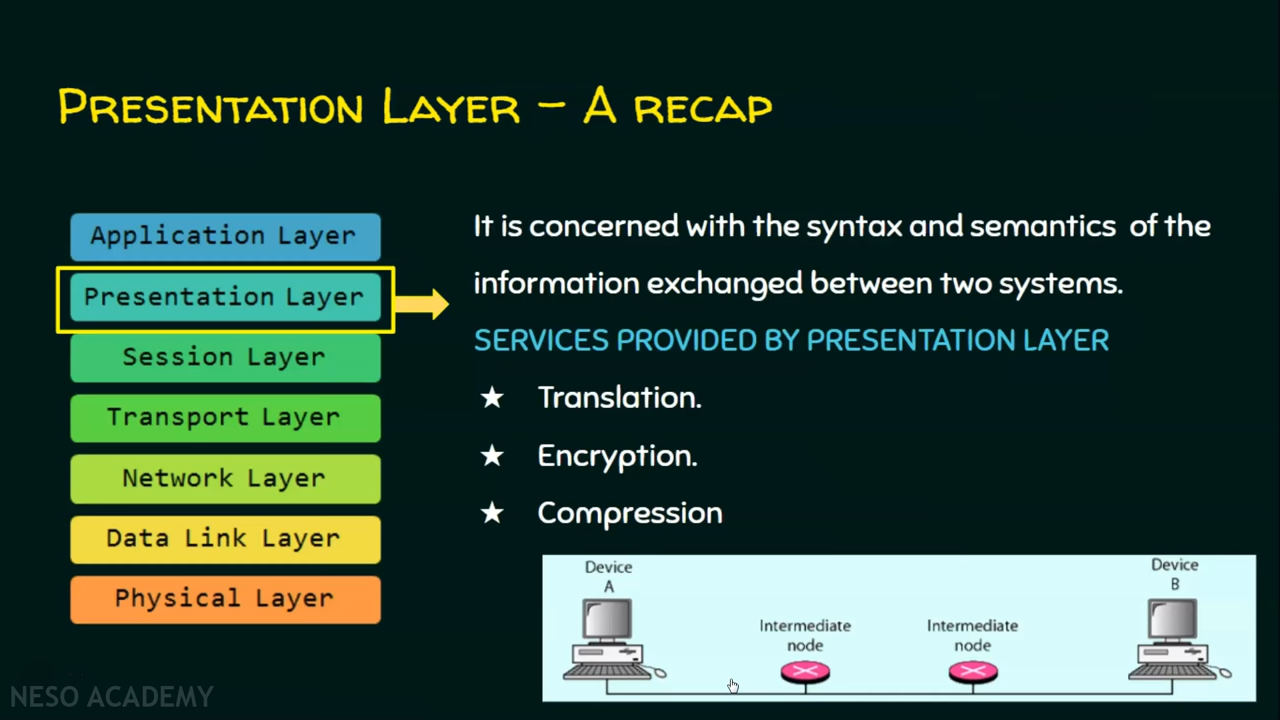 PRESENTATION LAYER – A RECAP
Application Layer
Presentation Layer
Session Layer
Transport Layer
Network Layer
Data Link Layer
Physical Layer
It is concerned with the syntax and semantics of the
information exchanged between two systems.
SERVICES PROVIDED BY PRESENTATION LAYER
★ Translation.
★ Encryption.
★ Compression
Device
A
Intermediate
node
Intermediate
node
Device
B
NESO ACADEMY